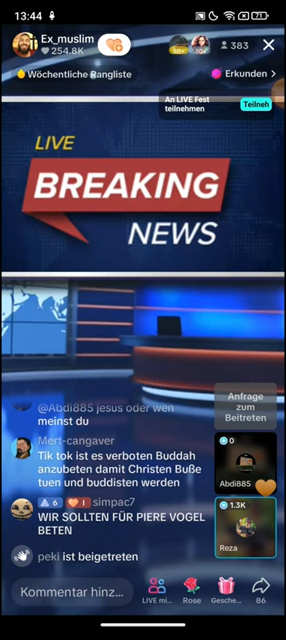 13:44
71
Ex_muslim
254.8K
383
Wöchentliche Rangliste
Erkunden >
An LIVE Fest
teilnehmen
Teilneh
LIVE
BREAKING
NEWS
@Abdi885 jesus oder wen
meinst du
Mert-cangaver
Tik tok ist es verboten Buddah
anzubeten damit Christen Buße
tuen und buddisten werden
6 1 simpac7
WIR SOLLTEN FÜR PIERE VOGEL
BETEN
peki ist beigetreten
Anfrage
zum
Beitreten
0
Abdi885
1.3K
Reza
Kommentar hinz...
LIVE mi...
Rose
Gesche...
86